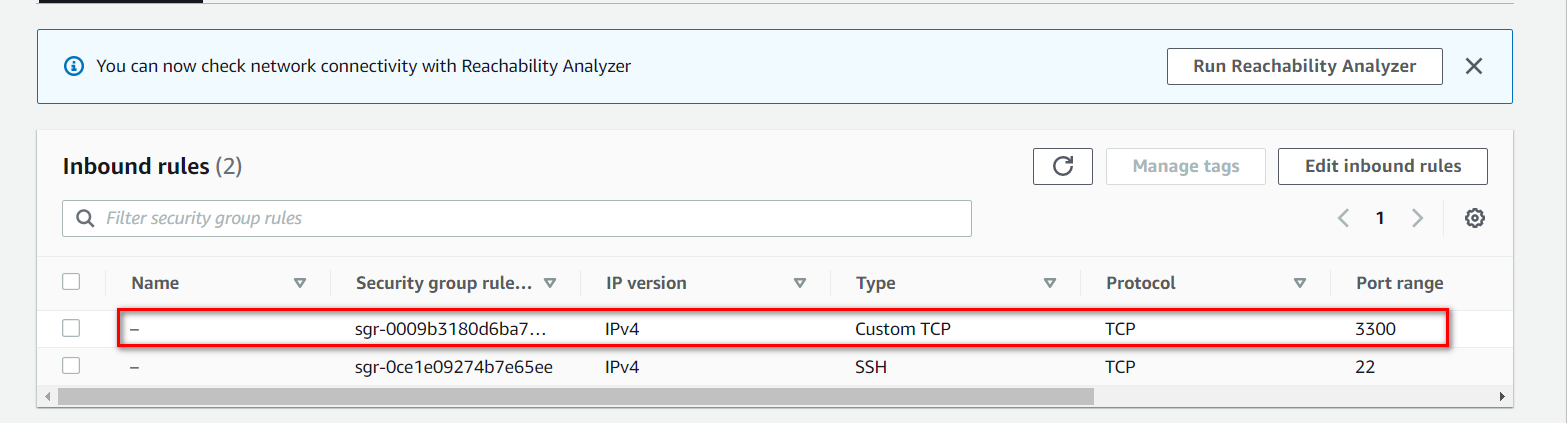 You can now check network connectivity with Reachability Analyzer Run Reachability Analyzer
Inbound rules (2) Manage tags Edit inbound rules
Filter security group rules 1
Name Security group rule... IP version Type Protocol Port range
– sgr-0009b3180d6ba7... IPv4 Custom TCP TCP 3300
– sgr-0ce1e09274b7e65ee IPv4 SSH TCP 22